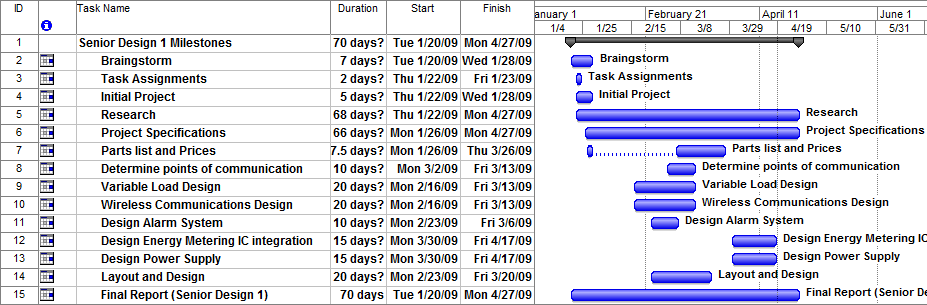 ID Task Name Duration Start Finish anuary 1 February 21 April 11 June 1
1/4 1/25 2/15 3/8 3/29 4/19 5/10 5/31
1 Senior Design 1 Milestones 70 days? Tue 1/20/09 Mon 4/27/09
2 Braingstorm 7 days? Tue 1/20/09 Wed 1/28/09 Braingstorm
3 Task Assignments 2 days? Thu 1/22/09 Fri 1/23/09 Task Assignments
4 Initial Project 5 days? Thu 1/22/09 Wed 1/28/09 Initial Project
5 Research 68 days? Thu 1/22/09 Mon 4/27/09 Research
6 Project Specifications 66 days? Mon 1/26/09 Mon 4/27/09 Project Specifications
7 Parts list and Prices 7.5 days? Mon 1/26/09 Thu 3/26/09 Parts list and Prices
8 Determine points of communication 10 days? Mon 3/2/09 Fri 3/13/09 Determine points of communication
9 Variable Load Design 20 days? Mon 2/16/09 Fri 3/13/09 Variable Load Design
10 Wireless Communications Design 20 days? Mon 2/16/09 Fri 3/13/09 Wireless Communications Design
11 Design Alarm System 10 days? Mon 2/23/09 Fri 3/6/09 Design Alarm System
12 Design Energy Metering IC integration 15 days? Mon 3/30/09 Fri 4/17/09 Design Energy Metering IC
13 Design Power Supply 15 days? Mon 3/30/09 Fri 4/17/09 Design Power Supply
14 Layout and Design 20 days? Mon 2/23/09 Fri 3/20/09 Layout and Design
15 Final Report (Senior Design 1) 70 days Tue 1/20/09 Mon 4/27/09 Final Report (Senior De